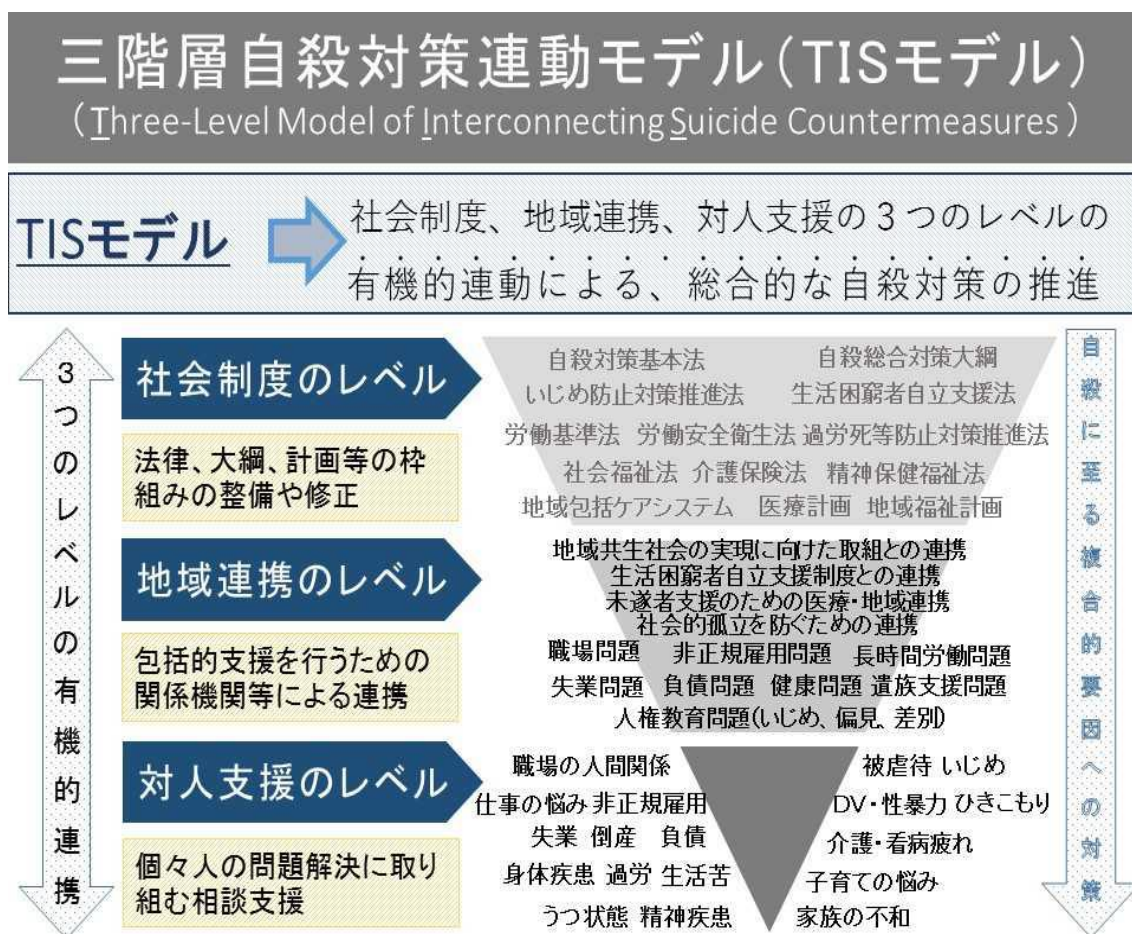 三階層自殺対策連動モデル（TISモデル）
（Three-Level Model of Interconnecting Suicide Countermeasures）
TISモデル
社会制度、地域連携、対人支援の３つのレベルの
有機的連動による、総合的な自殺対策の推進
３つのレベルの有機的連携
社会制度のレベル
法律、大綱、計画等の枠
組みの整備や修正
自殺対策基本法 自殺総合対策大綱
いじめ防止対策推進法 生活困窮者自立支援法
労働基準法 労働安全衛生法 過労死等防止対策推進法
社会福祉法 介護保険法 精神保健福祉法
地域包括ケアシステム 医療計画 地域福祉計画
地域連携のレベル
包括的支援を行うための
関係機関等による連携
地域共生社会の実現に向けた取組との連携
生活困窮者自立支援制度との連携
未遂者支援のための医療・地域連携
社会的孤立を防ぐための連携
職場問題 非正規雇用問題 長時間労働問題
失業問題 負債問題 健康問題 遺族支援問題
人権教育問題(いじめ、偏見、差別)
対人支援のレベル
個々人の問題解決に取り
組む相談支援
職場の人間関係 被虐待 いじめ
仕事の悩み 非正規雇用 DV・性暴力 ひきこもり
失業 倒産 負債 介護・看病疲れ
身体疾患 過労 生活苦 子育ての悩み
うつ状態 精神疾患 家族の不和
自殺に至る複合的要因への対策